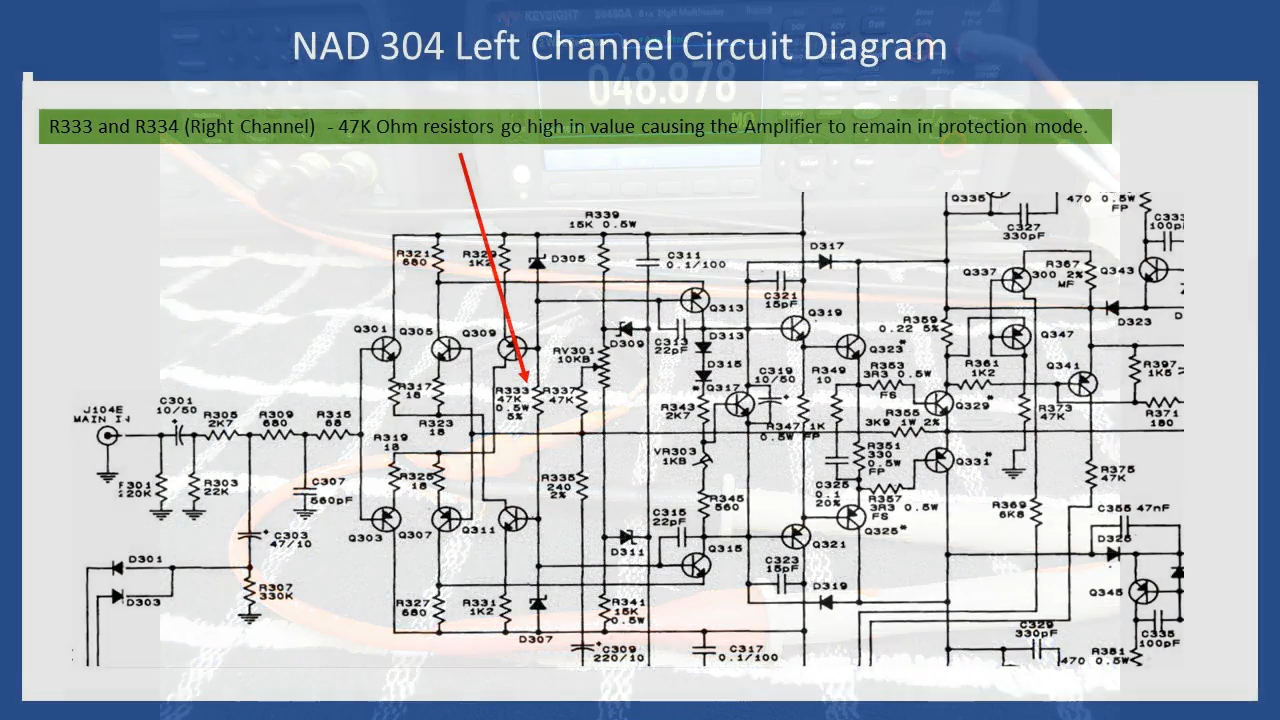 NAD 304 Left Channel Circuit Diagram
KEYSIGHT
048.878
R333 and R334 (Right Channel) - 47K Ohm resistors go high in value causing the Amplifier to remain in protection mode.
Q335
470 0.5W
FP
C327
330pF
R339
15K 0.5W
D317
R321
680
R329
1K2
D305
C311
0.1/100
Q337
R367
300 2%
MF
Q343
C321
15pF
Q313
Q319
D323
Q301
Q305
Q309
D309
C313
22pF
D313
R359
0.22 5%
Q347
RV301
10KB
D315
Q323*
R317
18
R333
47K
0.5W
5%
R337
47K
*Q317
C319
10/50
R349
10
R353
3R3 0.5W
FS
R361
1K2
Q341
R397
1K5
J104E
MAIN IN
C301
10/50
R305
2K7
R309
680
R315
68
R323
18
R343
2K7
R347 1K
0.5W FP
R355
3K9 1W 2%
Q329*
R373
47K
R371
180
R319
18
VR303
1KB
R351
330
0.5W
FP
Q331*
R303
22K
C307
560pF
R325
18
R335
240
2%
C325
0.1
20%
R357
3R3 0.5W
FS
R375
47K
R345
560
R369
6K8
C355 47nF
C303
47/10
Q303
Q307
Q311
C315
22pF
D311
Q315
Q321
Q325*
D301
D303
R307
330K
C323
15pF
D319
Q345
R327
680
R331
1K2
D307
R341
15K
0.5W
C309
220/10
C317
0.1/100
C329
330pF
C335
100pF
R381
470 0.5W